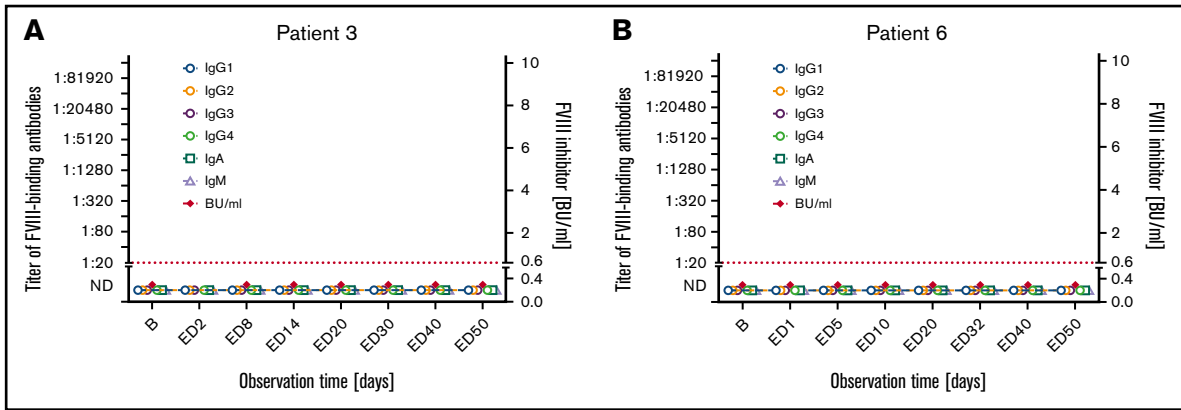 A
Patient 3
Titer of FVIII-binding antibodies
1:81920
1:20480
1:5120
1:1280
1:320
1:80
1:20
ND
IgG1
IgG2
IgG3
IgG4
IgA
IgM
BU/ml
10
8
6
4
2
0.6
0.4
0.0
FVIII inhibitor [BU/ml]
B
ED2
ED8
ED14
ED20
ED30
ED40
ED50
Observation time [days]
B
Patient 6
Titer of FVIII-binding antibodies
1:81920
1:20480
1:5120
1:1280
1:320
1:80
1:20
ND
IgG1
IgG2
IgG3
IgG4
IgA
IgM
BU/ml
10
8
6
4
2
0.6
0.4
0.0
FVIII inhibitor [BU/ml]
B
ED1
ED5
ED10
ED20
ED32
ED40
ED50
Observation time [days]